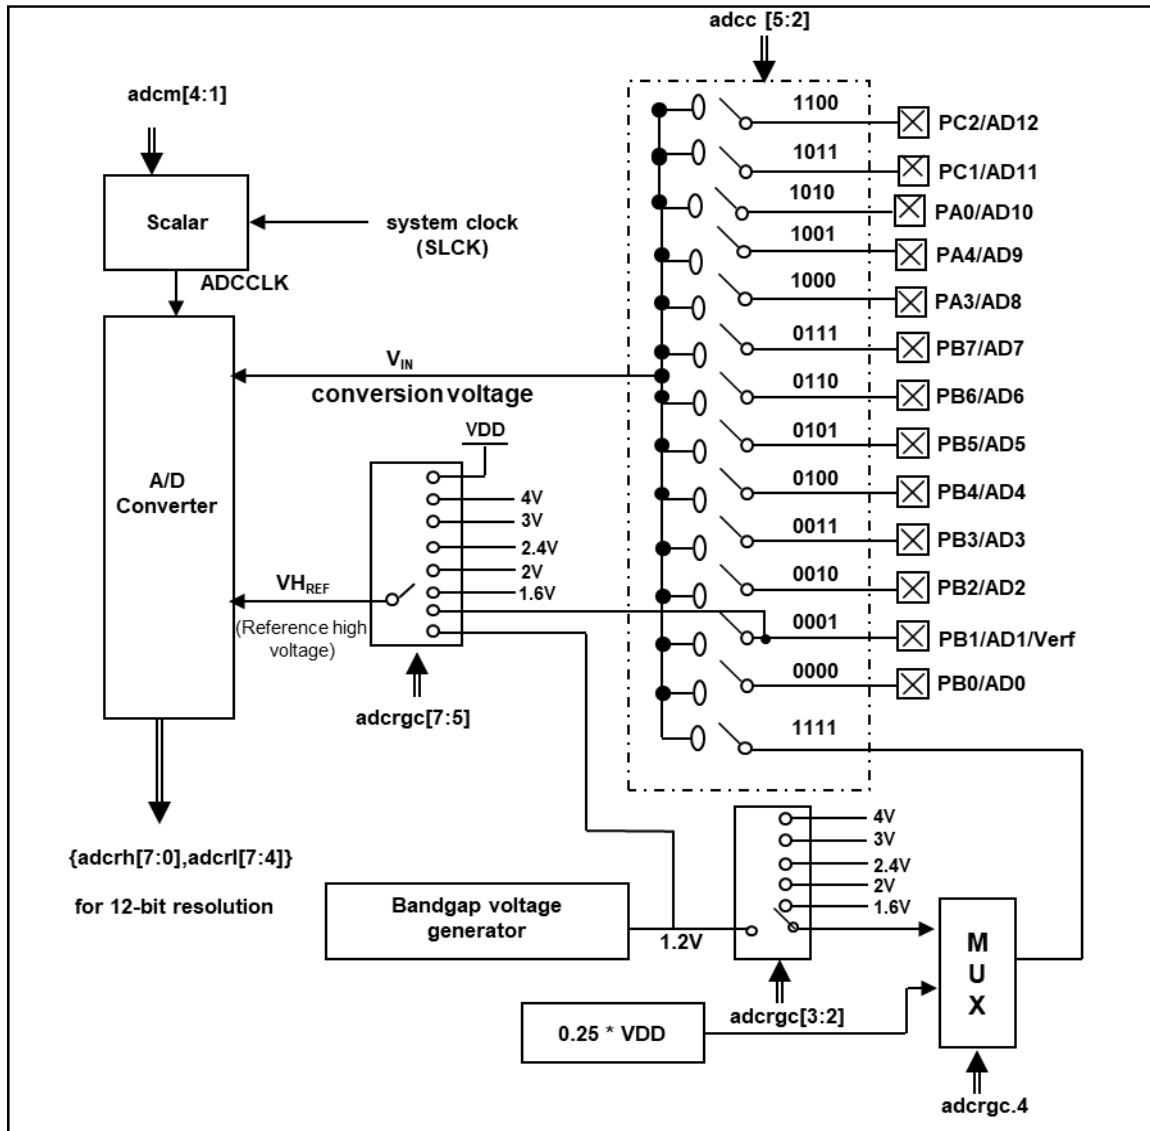 adcc [5:2]
adcm[4:1]
1100
PC2/AD12
1011
PC1/AD11
Scalar
system clock
(SLCK)
1010
PA0/AD10
ADCCLK
1001
PA4/AD9
1000
PA3/AD8
0111
PB7/AD7
VIN
conversion voltage
0110
PB6/AD6
VDD
0101
PB5/AD5
A/D
Converter
4V
3V
2.4V
2V
1.6V
0100
PB4/AD4
0011
PB3/AD3
VHREF
(Reference high
voltage)
0010
PB2/AD2
0001
PB1/AD1/Verf
adcrgc[7:5]
0000
PB0/AD0
1111
{adcrh[7:0],adcrl[7:4]}
for 12-bit resolution
4V
3V
2.4V
2V
1.6V
Bandgap voltage
generator
1.2V
M
U
X
adcrgc[3:2]
0.25 * VDD
adcrgc.4